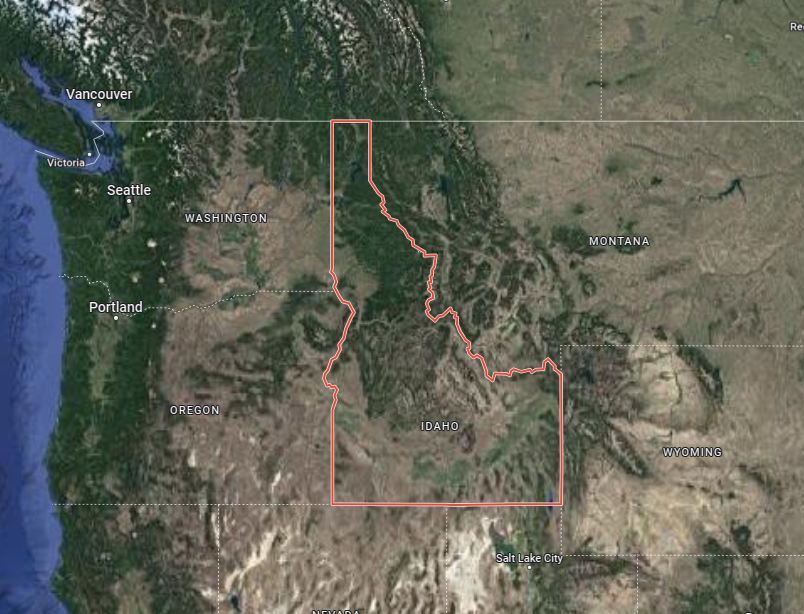 Vancouver
Victoria
Seattle
WASHINGTON
MONTANA
Portland
OREGON
IDAHO
WYOMING
Salt Lake City